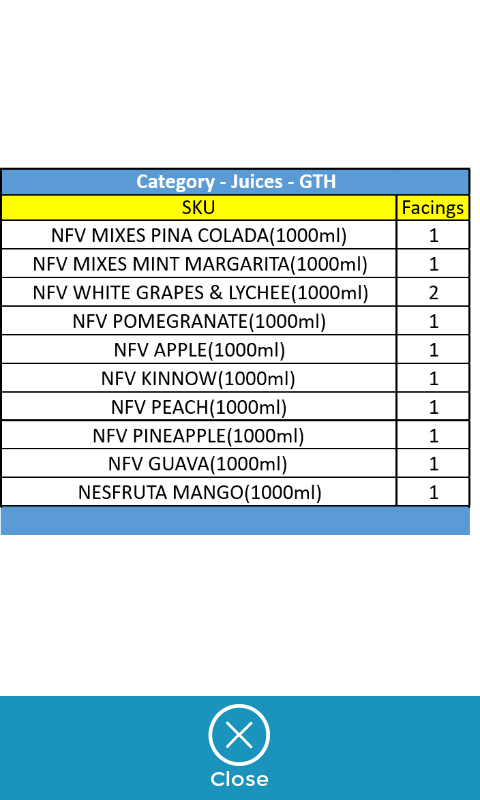 Category - Juices - GTH
SKU Facings
NFV MIXES PINA COLADA(1000ml) 1
NFV MIXES MINT MARGARITA(1000ml) 1
NFV WHITE GRAPES & LYCHEE(1000ml) 2
NFV POMEGRANATE(1000ml) 1
NFV APPLE(1000ml) 1
NFV KINNOW(1000ml) 1
NFV PEACH(1000ml) 1
NFV PINEAPPLE(1000ml) 1
NFV GUAVA(1000ml) 1
NESFRUTA MANGO(1000ml) 1
Close